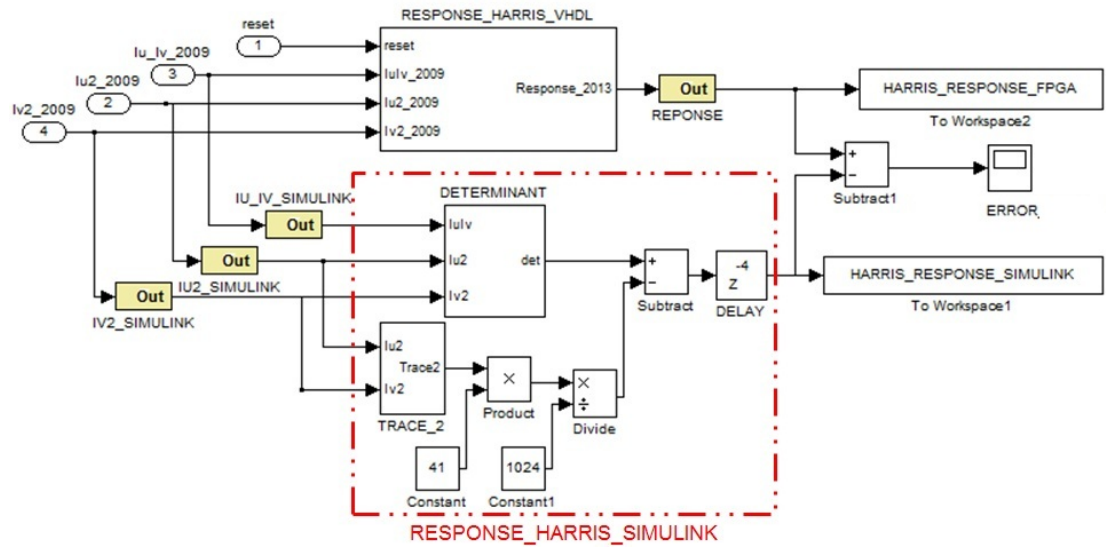 RESPONSE_HARRIS_VHDL
reset
1
reset
Iu_Iv_2009
3
IuIv_2009
Iu2_2009
2
Iu2_2009
Response_2013
Out
REPONSE
HARRIS_RESPONSE_FPGA
To Workspace2
Iv2_2009
4
Iv2_2009
+
−
Subtract1
ERROR
DETERMINANT
IU_IV_SIMULINK
Out
IuIv
Out
Iu2
det
IU2_SIMULINK
Out
Iv2
IV2_SIMULINK
+
−
Subtract
-4
Z
DELAY
HARRIS_RESPONSE_SIMULINK
To Workspace1
Iu2
Trace2
Iv2
TRACE_2
×
Product
×
÷
Divide
41
Constant
1024
Constant1
RESPONSE_HARRIS_SIMULINK